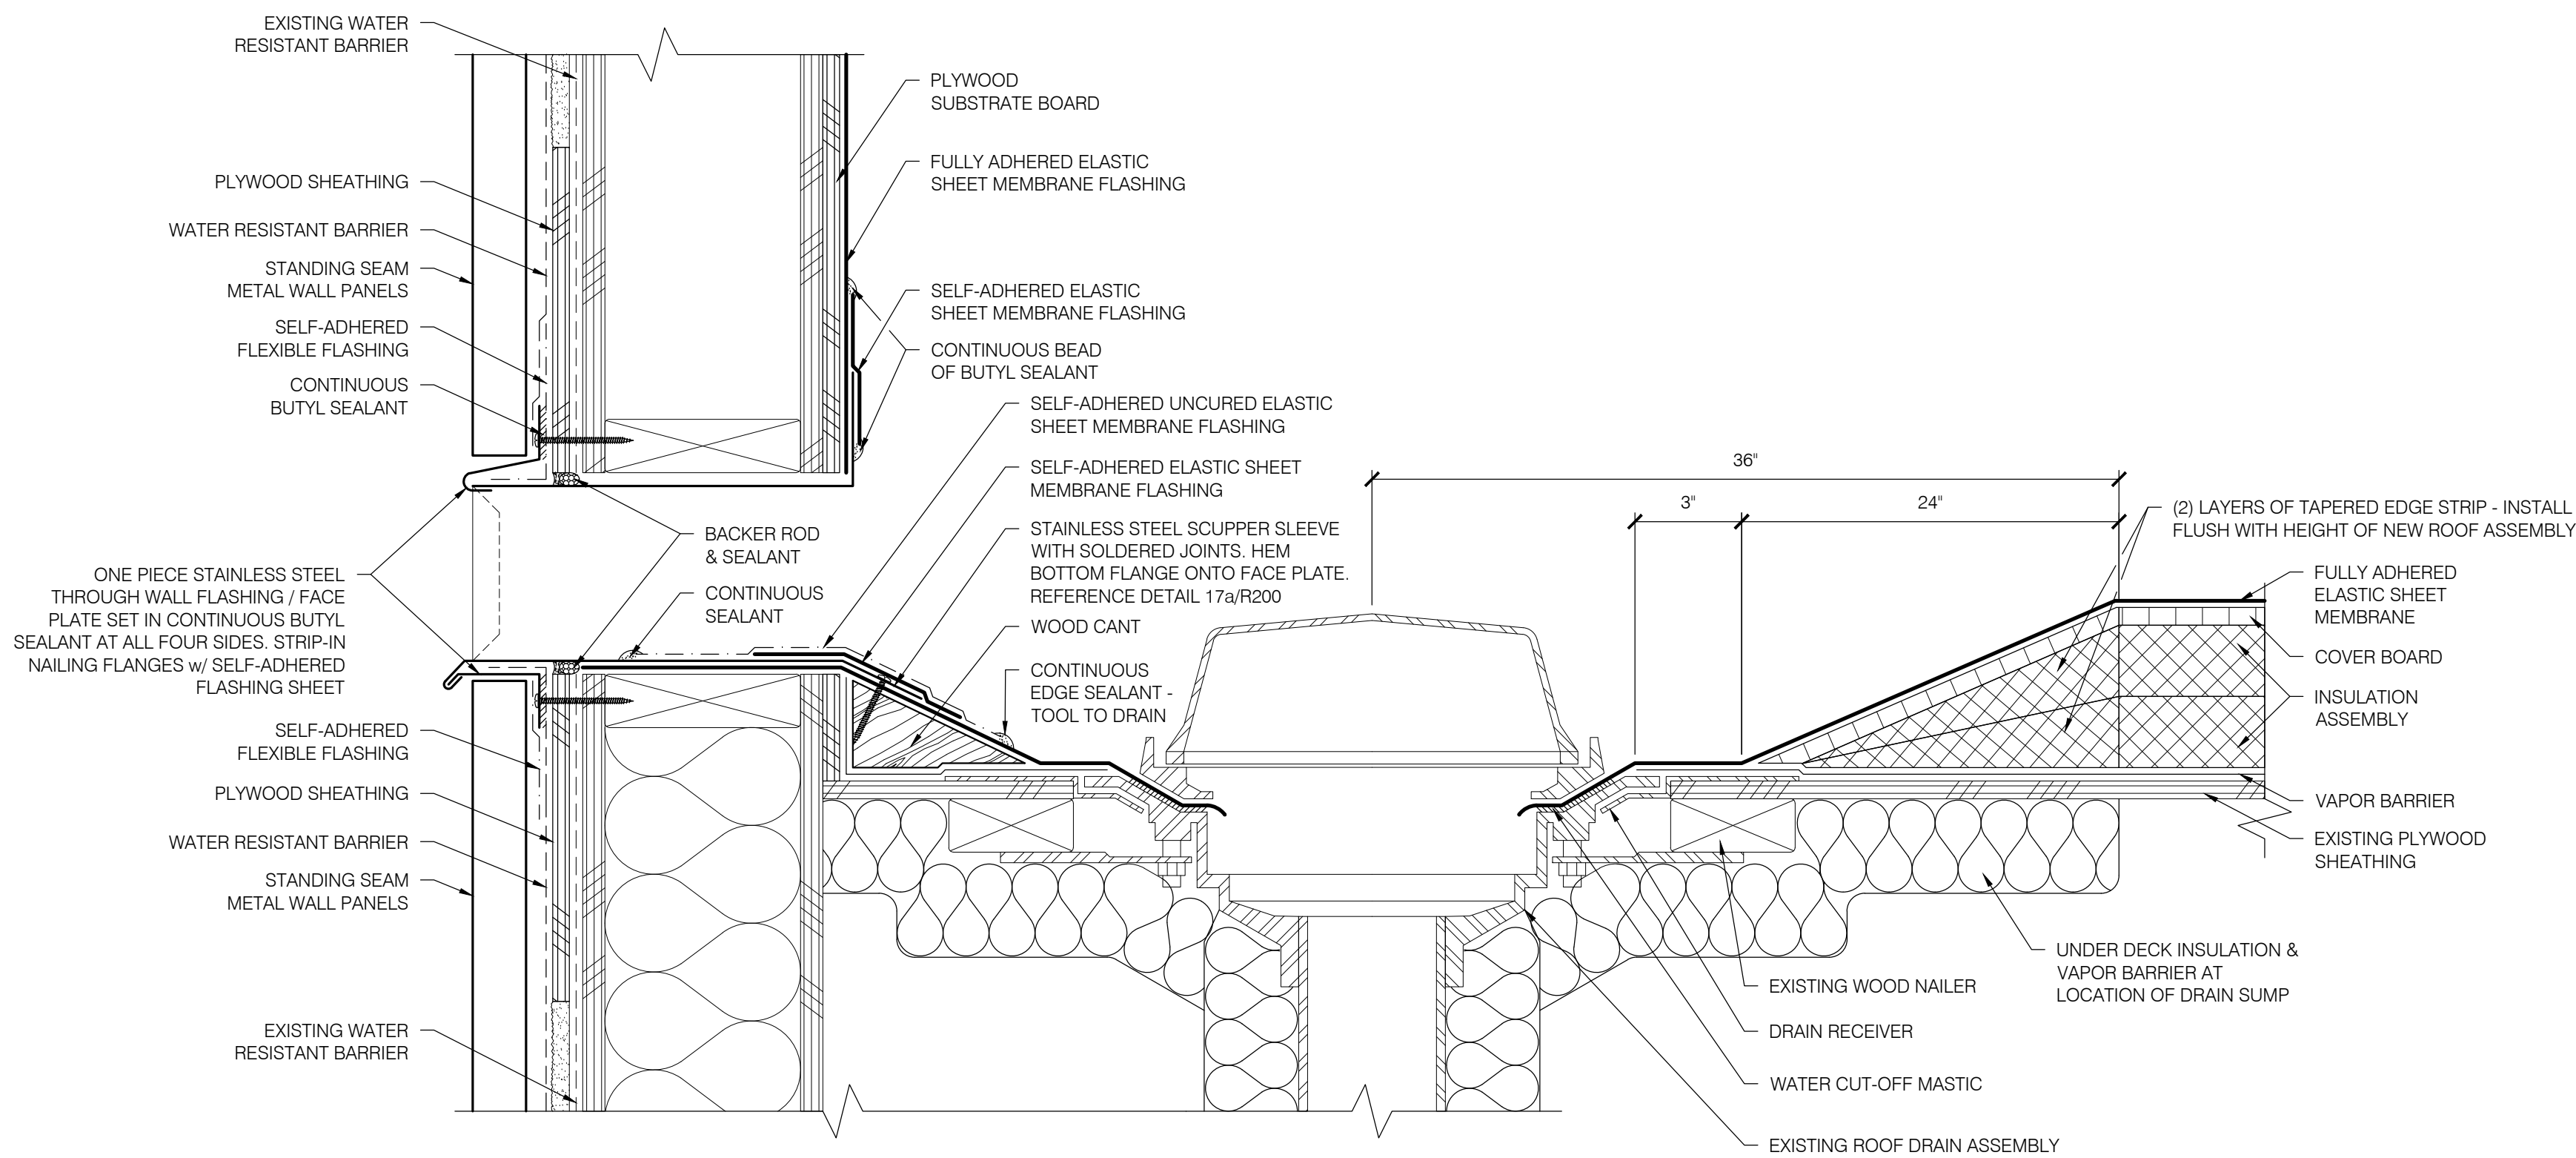 EXISTING WATER
RESISTANT BARRIER
PLYWOOD SHEATHING
WATER RESISTANT BARRIER
STANDING SEAM
METAL WALL PANELS
SELF-ADHERED
FLEXIBLE FLASHING
CONTINUOUS
BUTYL SEALANT
ONE PIECE STAINLESS STEEL
THROUGH WALL FLASHING / FACE
PLATE SET IN CONTINUOUS BUTYL
SEALANT AT ALL FOUR SIDES. STRIP-IN
NAILING FLANGES w/ SELF-ADHERED
FLASHING SHEET
SELF-ADHERED
FLEXIBLE FLASHING
PLYWOOD SHEATHING
WATER RESISTANT BARRIER
STANDING SEAM
METAL WALL PANELS
EXISTING WATER
RESISTANT BARRIER
PLYWOOD
SUBSTRATE BOARD
FULLY ADHERED ELASTIC
SHEET MEMBRANE FLASHING
SELF-ADHERED ELASTIC
SHEET MEMBRANE FLASHING
CONTINUOUS BEAD
OF BUTYL SEALANT
SELF-ADHERED UNCURED ELASTIC
SHEET MEMBRANE FLASHING
SELF-ADHERED ELASTIC SHEET
MEMBRANE FLASHING
STAINLESS STEEL SCUPPER SLEEVE
WITH SOLDERED JOINTS. HEM
BOTTOM FLANGE ONTO FACE PLATE.
REFERENCE DETAIL 17a/R200
WOOD CANT
CONTINUOUS
EDGE SEALANT -
TOOL TO DRAIN
BACKER ROD
& SEALANT
CONTINUOUS
SEALANT
36"
3"
24"
(2) LAYERS OF TAPERED EDGE STRIP - INSTALL
FLUSH WITH HEIGHT OF NEW ROOF ASSEMBLY
FULLY ADHERED
ELASTIC SHEET
MEMBRANE
COVER BOARD
INSULATION
ASSEMBLY
VAPOR BARRIER
EXISTING PLYWOOD
SHEATHING
UNDER DECK INSULATION &
VAPOR BARRIER AT
LOCATION OF DRAIN SUMP
EXISTING WOOD NAILER
DRAIN RECEIVER
WATER CUT-OFF MASTIC
EXISTING ROOF DRAIN ASSEMBLY